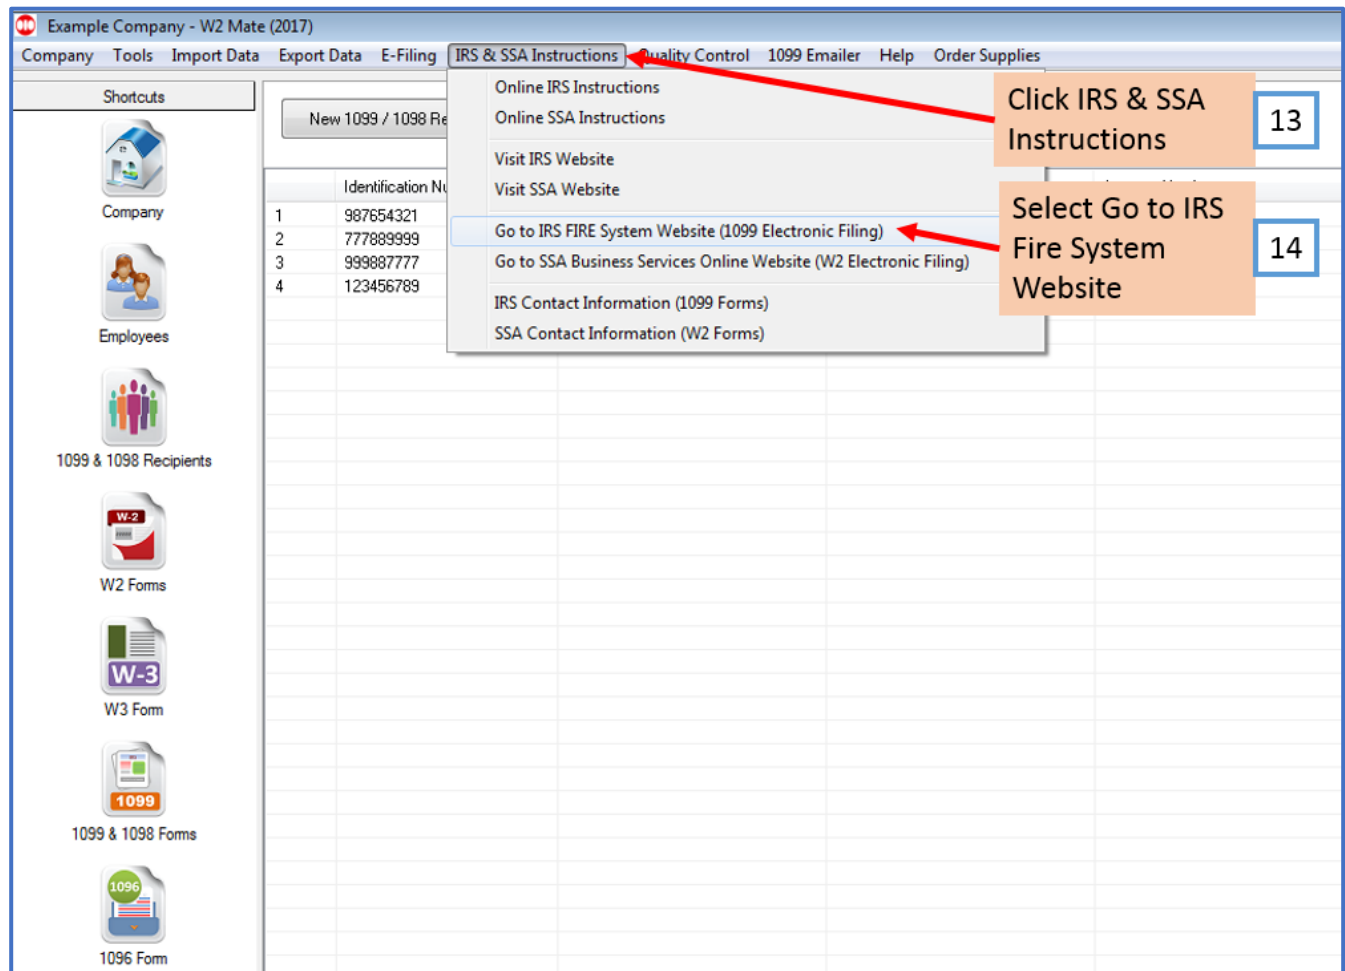 Example Company - W2 Mate (2017)
Company Tools Import Data Export Data E-Filing IRS & SSA Instructions Quality Control 1099 Emailer Help Order Supplies
Shortcuts
Company
Employees
1099 & 1098 Recipients
W-2
W2 Forms
W-3
W3 Form
1099
1099 & 1098 Forms
1096
1096 Form
New 1099 / 1098 Re
Identification Nu
1 987654321
2 777889999
3 999887777
4 123456789
Online IRS Instructions
Online SSA Instructions
Visit IRS Website
Visit SSA Website
Go to IRS FIRE System Website (1099 Electronic Filing)
Go to SSA Business Services Online Website (W2 Electronic Filing)
IRS Contact Information (1099 Forms)
SSA Contact Information (W2 Forms)
Click IRS & SSA
Instructions
13
Select Go to IRS
Fire System
Website
14